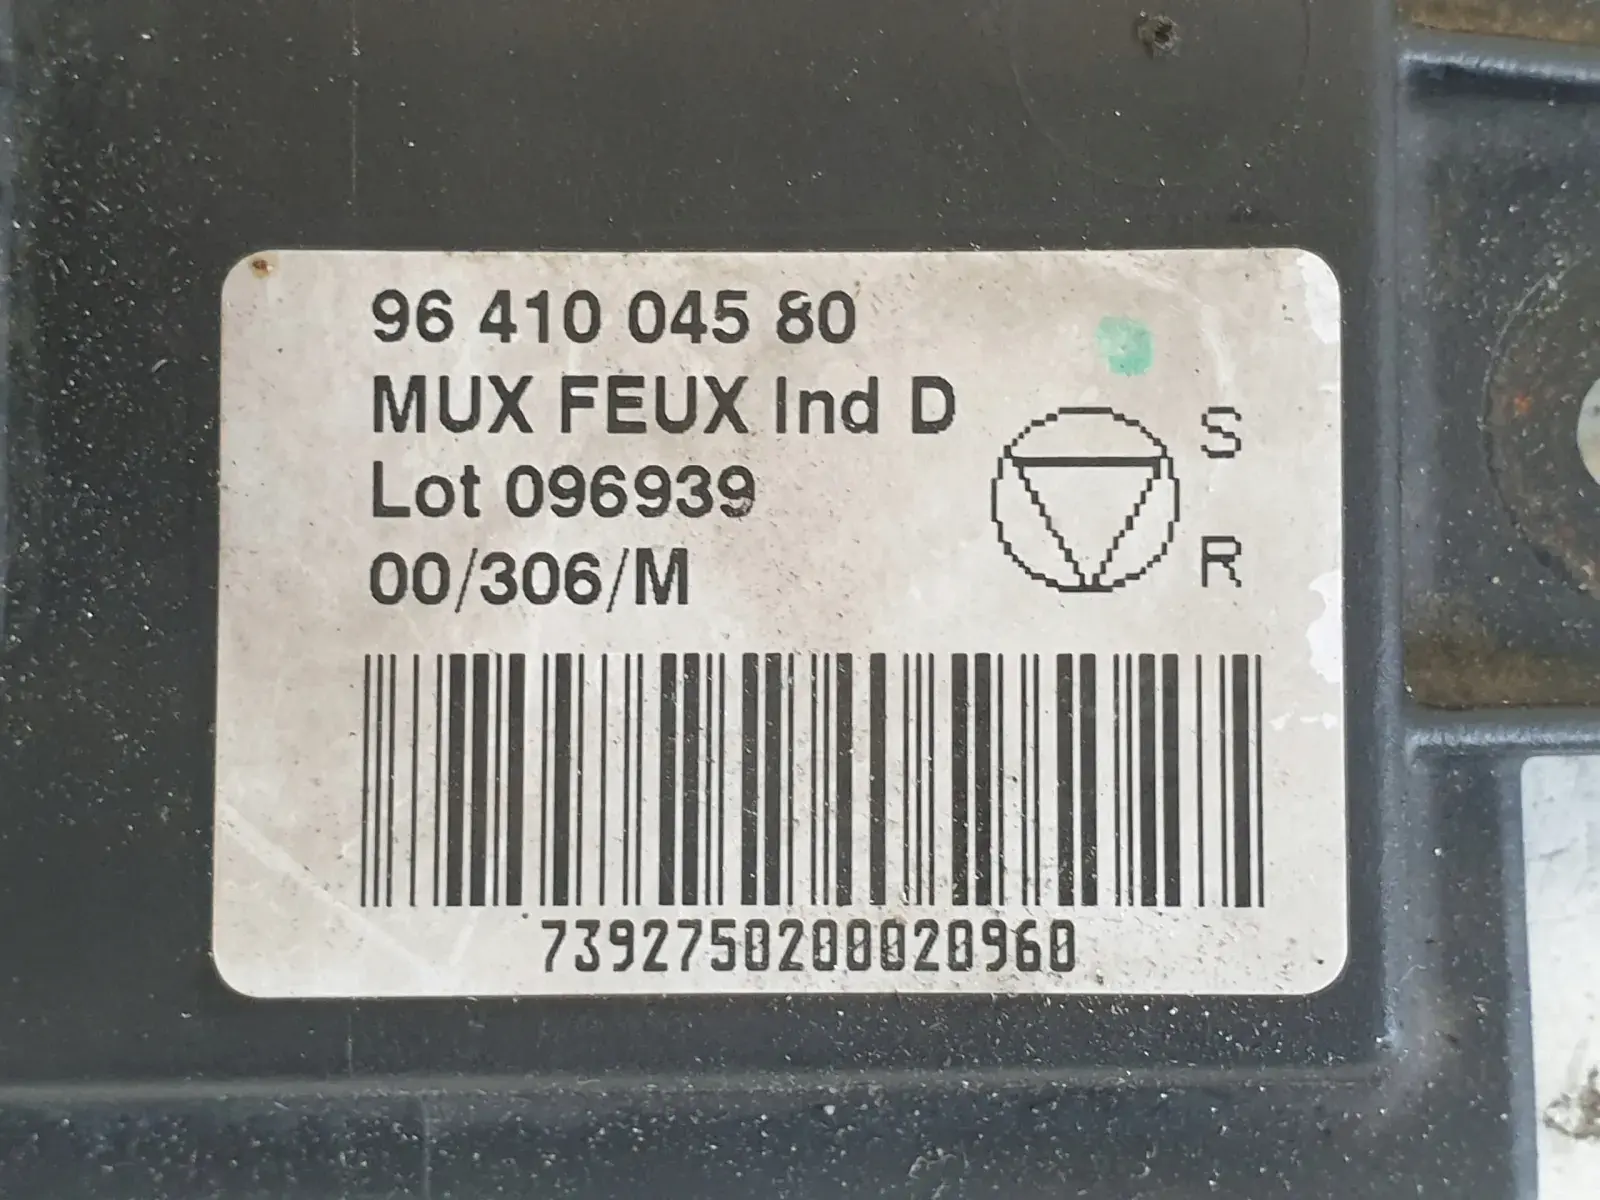 96 410 045 80
MUX FEUX Ind D
Lot 096939
00/306/M
S
R
7392750200020960